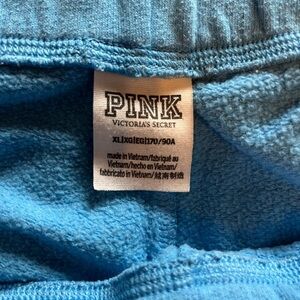 PINK
VICTORIA'S SECRET
XL|XG|EG|170/90A
made in Vietnam/fabriqué au
Vietnam/hecho en Vietnam/
fabbricato in Vietnam/越南制造